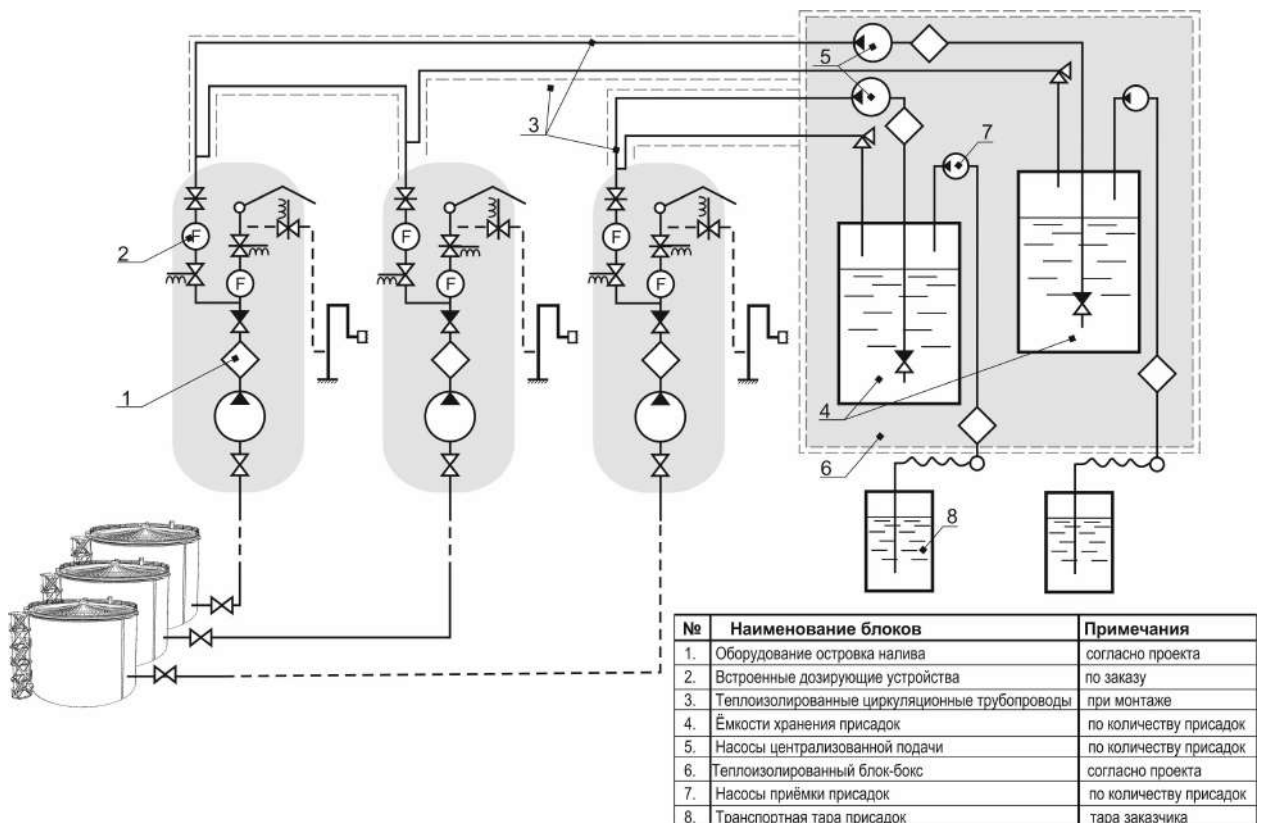 5
3
7
F
F
F
2
F
F
F
1
4
6
8
№ Наименование блоков Примечания
1. Оборудование островка налива согласно проекта
2. Встроенные дозирующие устройства по заказу
3. Теплоизолированные циркуляционные трубопроводы при монтаже
4. Ёмкости хранения присадок по количеству присадок
5. Насосы централизованной подачи по количеству присадок
6. Теплоизолированный блок-бокс согласно проекта
7. Насосы приёмки присадок по количеству присадок
8. Транспортная тара присадок тара заказчика